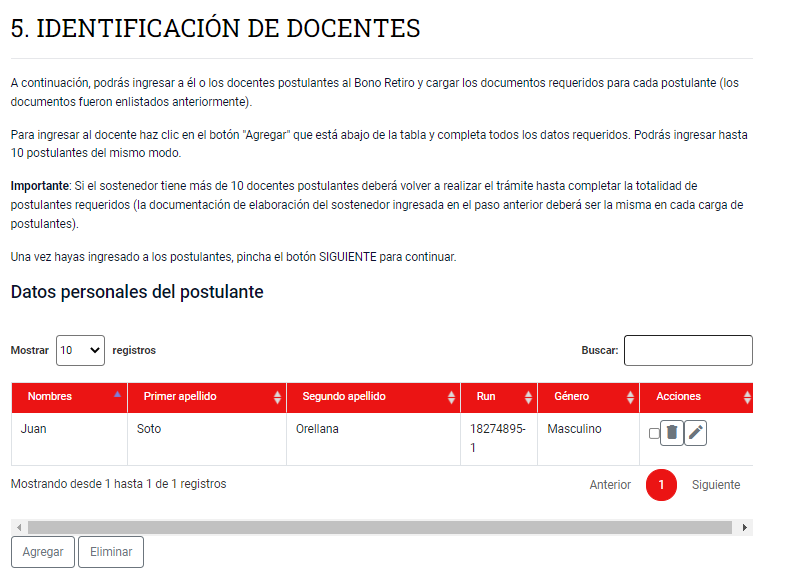 5. IDENTIFICACIÓN DE DOCENTES
A continuación, podrás ingresar a él o los docentes postulantes al Bono Retiro y cargar los documentos requeridos para cada postulante (los
documentos fueron enlistados anteriormente).
Para ingresar al docente haz clic en el botón "Agregar" que está abajo de la tabla y completa todos los datos requeridos. Podrás ingresar hasta
10 postulantes del mismo modo.
Importante: Si el sostenedor tiene más de 10 docentes postulantes deberá volver a realizar el trámite hasta completar la totalidad de
postulantes requeridos (la documentación de elaboración del sostenedor ingresada en el paso anterior deberá ser la misma en cada carga de
postulantes).
Una vez hayas ingresado a los postulantes, pincha el botón SIGUIENTE para continuar.
Datos personales del postulante
Mostrar 10 registros Buscar:
Nombres Primer apellido Segundo apellido Run Género Acciones
Juan Soto Orellana 18274895- Masculino
1
Mostrando desde 1 hasta 1 de 1 registros Anterior 1 Siguiente
Agregar Eliminar